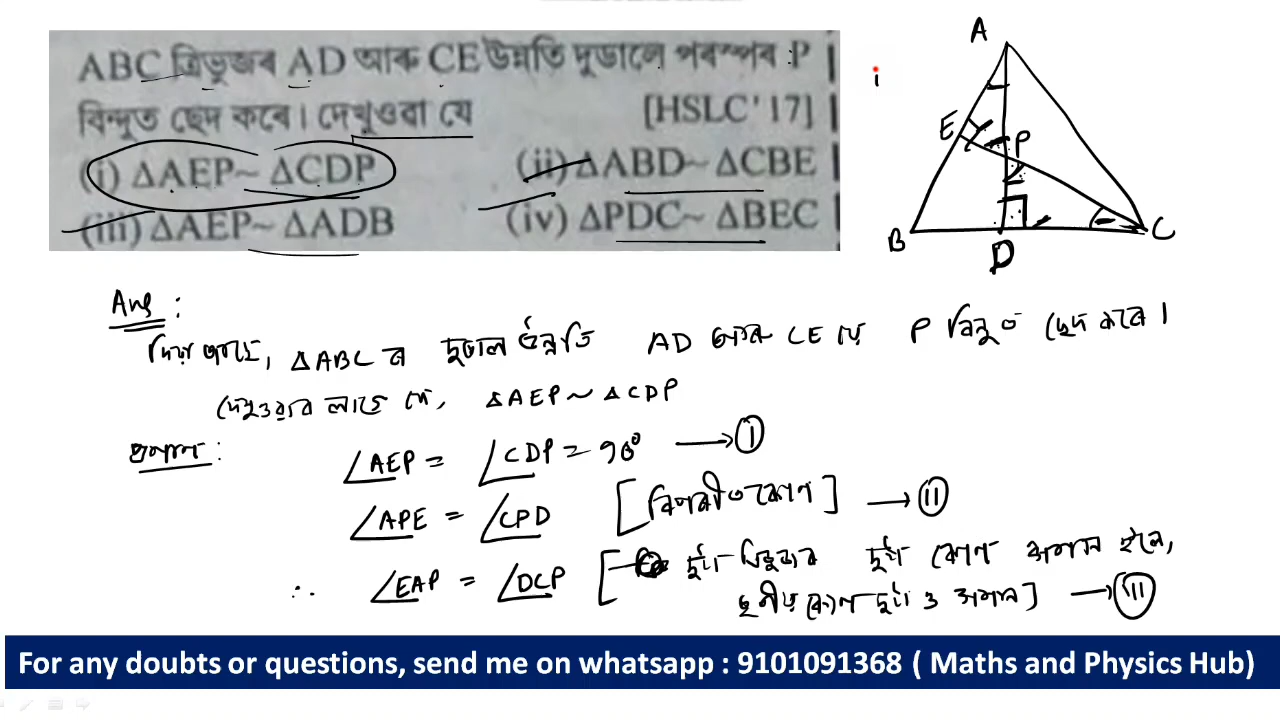 ABC ত্ৰিভুজৰ AD আৰু CE উন্নতি দুডালে পৰস্পৰ P
বিন্দুত ছেদ কৰে। দেখুওৱা যে [HSLC'17]
(i) ΔAEP~ ΔCDP (ii) ΔABD~ ΔCBE
(iii) ΔAEP~ ΔADB (iv) ΔPDC~ ΔBEC
i
A
E
P
B
D
C
Ans :
দিয়া আছে, ΔABC ৰ দুডাল উন্নতি AD আৰু CE য়ে P বিন্দুত ছেদ কৰে।
দেখুওৱাব লাগে যে, ΔAEP ~ ΔCDP
প্ৰমাণ :
∠AEP = ∠CDP = 90° → I
∠APE = ∠CPD [বিপৰীত কোণ] → II
∴ ∠EAP = ∠DCP [দুটা ত্ৰিভুজৰ দুটা কোণ সমান হ'লে,
তৃতীয় কোণ দুটাও সমান] → III
For any doubts or questions, send me on whatsapp : 9101091368 ( Maths and Physics Hub)